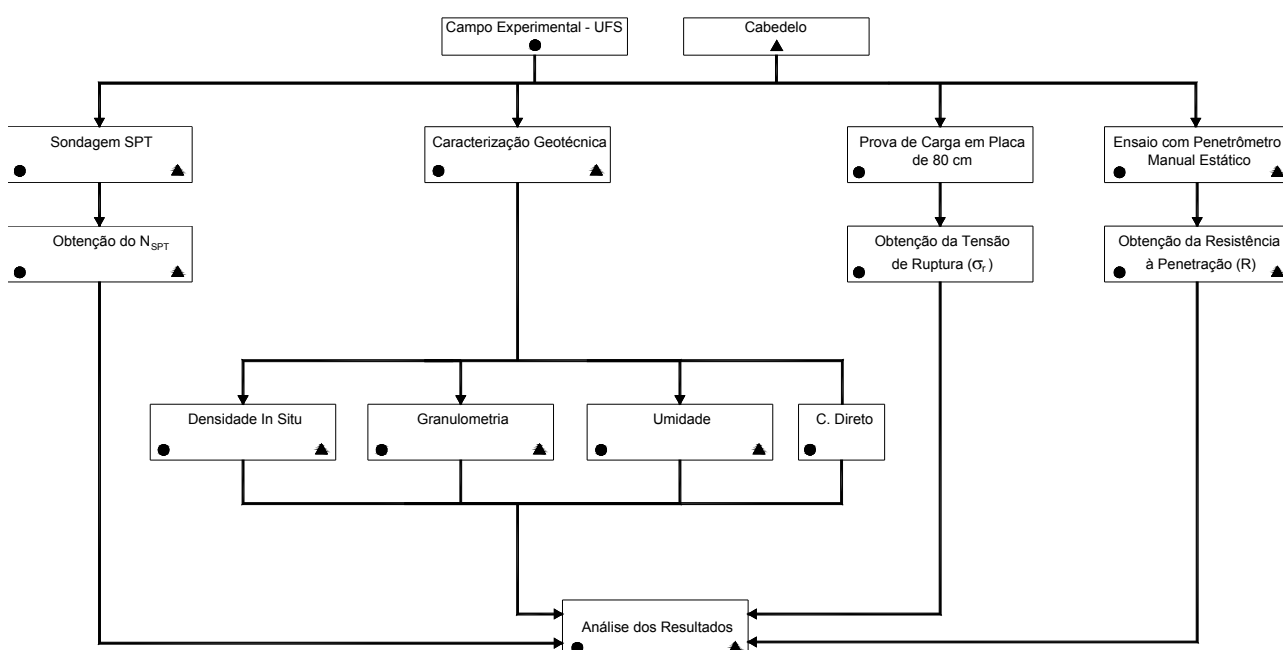 Campo Experimental - UFS
Cabedelo
Sondagem SPT
Caracterização Geotécnica
Prova de Carga em Placa
de 80 cm
Ensaio com Penetrômetro
Manual Estático
Obtenção do N_SPT
Obtenção da Tensão
de Ruptura (σr)
Obtenção da Resistência
à Penetração (R)
Densidade In Situ
Granulometria
Umidade
C. Direto
Análise dos Resultados